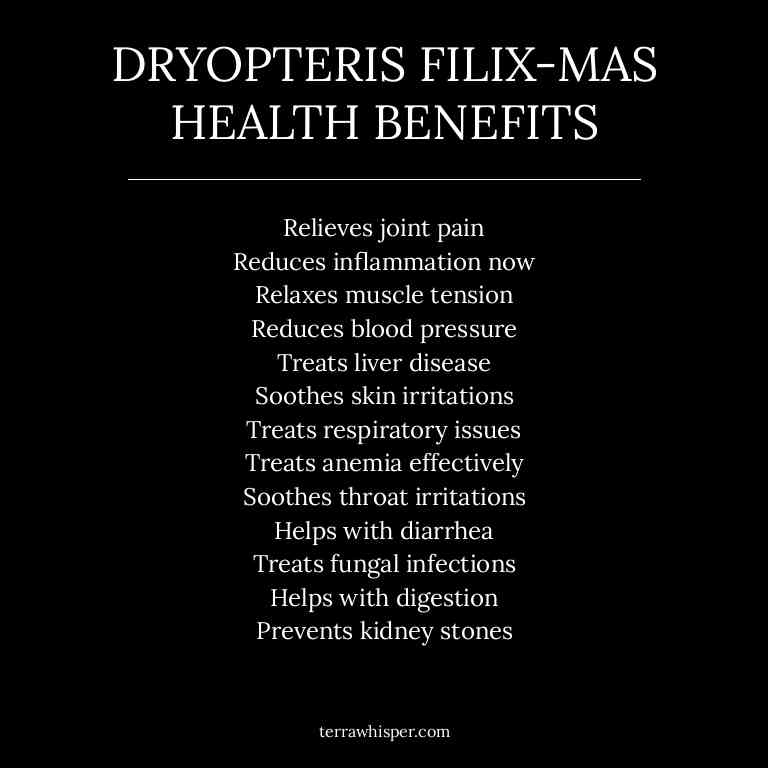 DRYOPTERIS FILIX-MAS
HEALTH BENEFITS
Relieves joint pain
Reduces inflammation now
Relaxes muscle tension
Reduces blood pressure
Treats liver disease
Soothes skin irritations
Treats respiratory issues
Treats anemia effectively
Soothes throat irritations
Helps with diarrhea
Treats fungal infections
Helps with digestion
Prevents kidney stones
terrawhisper.com